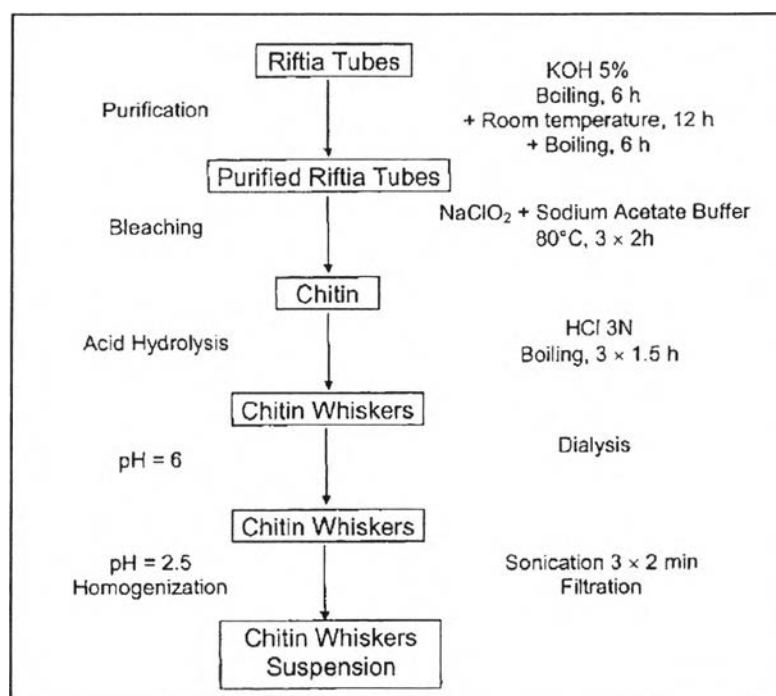 Riftia Tubes
Purification
KOH 5%
Boiling, 6 h
+ Room temperature, 12 h
+ Boiling, 6 h
Purified Riftia Tubes
Bleaching
NaClO₂ + Sodium Acetate Buffer
80°C, 3 × 2h
Chitin
Acid Hydrolysis
HCl 3N
Boiling, 3 × 1.5 h
Chitin Whiskers
pH = 6
Dialysis
Chitin Whiskers
pH = 2.5
Homogenization
Sonication 3 × 2 min
Filtration
Chitin Whiskers
Suspension